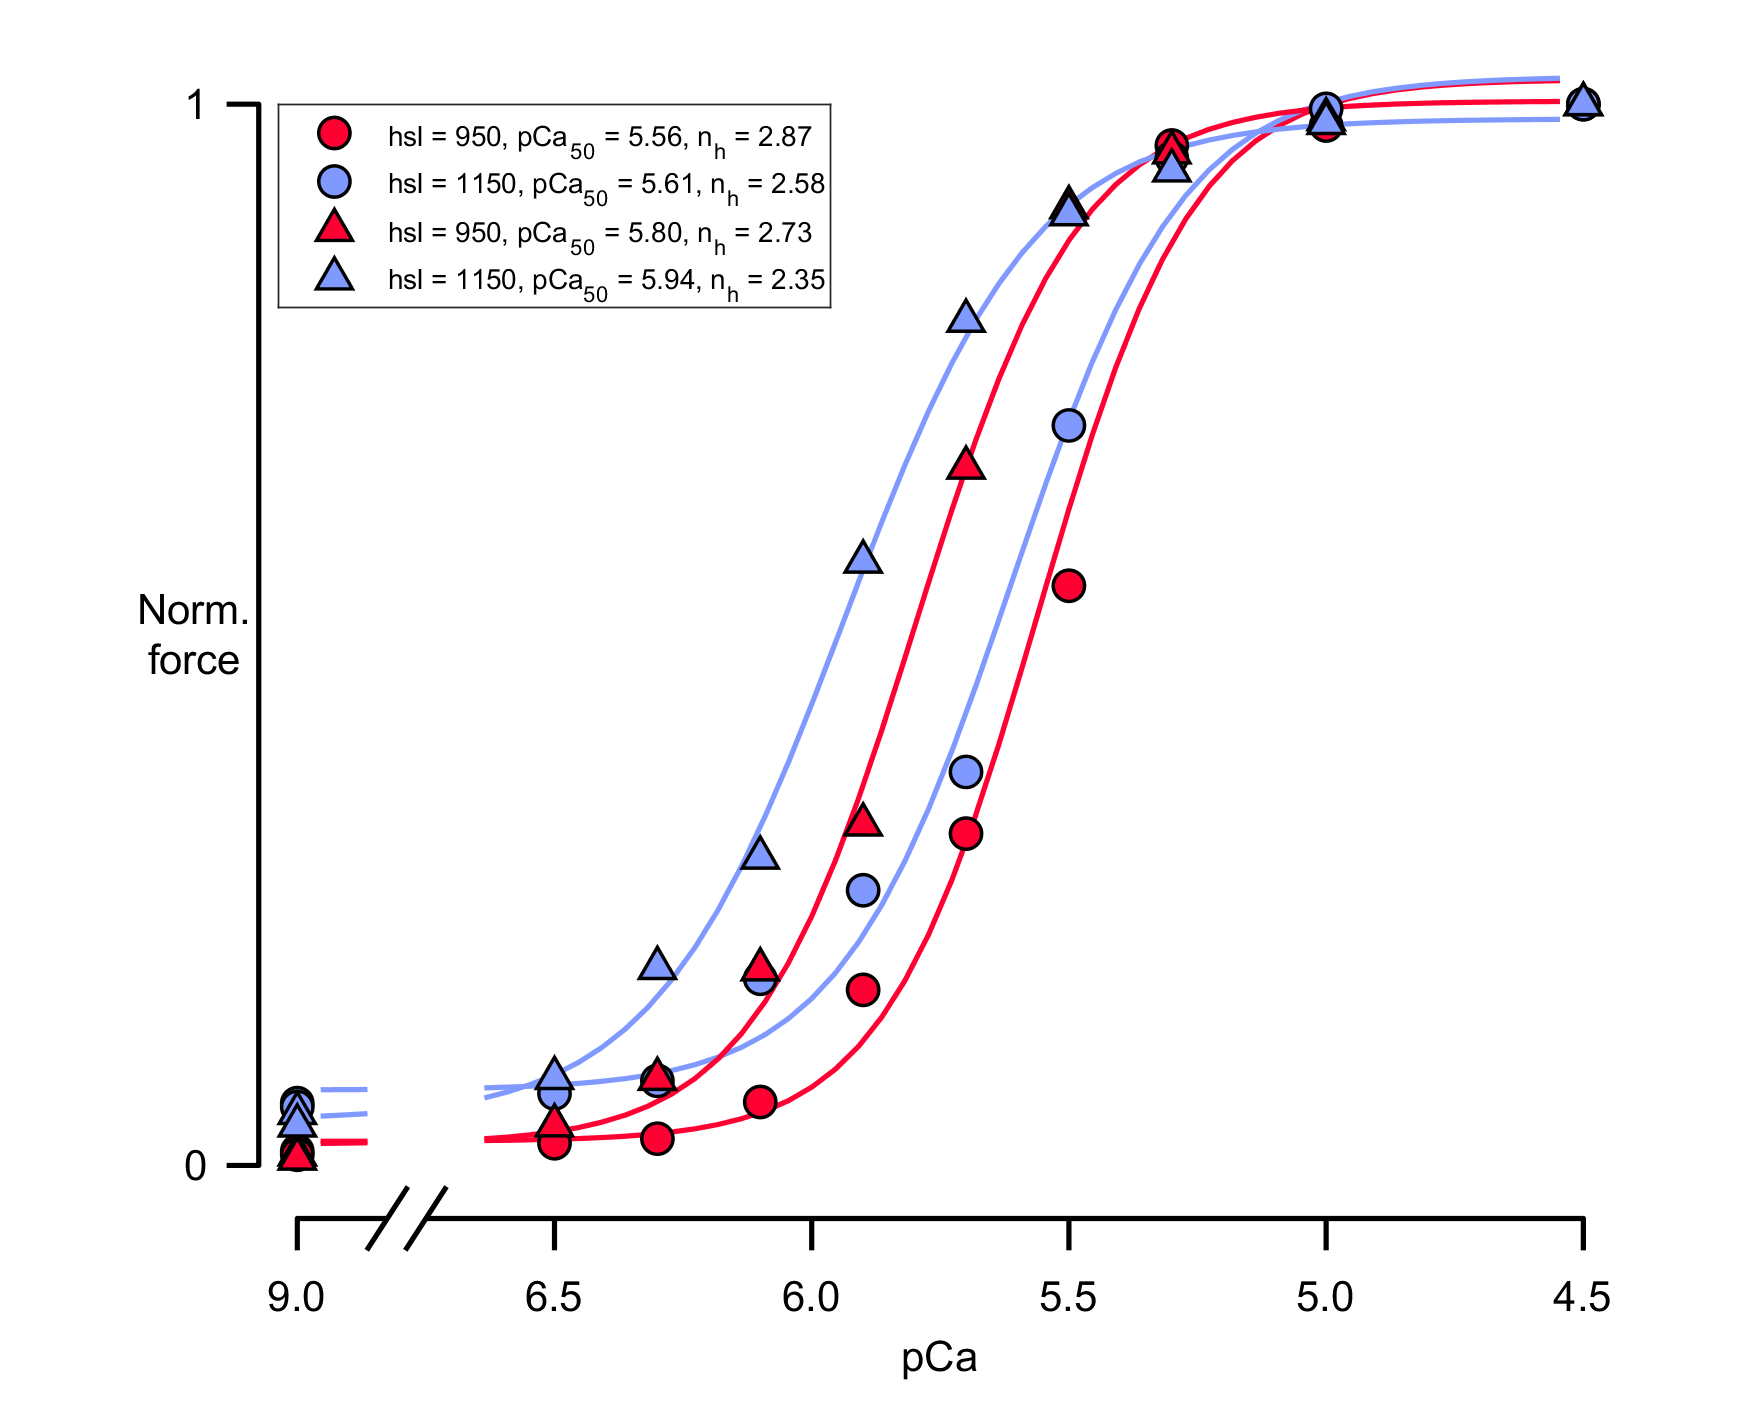 1
hsl = 950, pCa50 = 5.56, nh = 2.87
hsl = 1150, pCa50 = 5.61, nh = 2.58
hsl = 950, pCa50 = 5.80, nh = 2.73
hsl = 1150, pCa50 = 5.94, nh = 2.35
Norm.
force
0
9.0 6.5 6.0 5.5 5.0 4.5
pCa